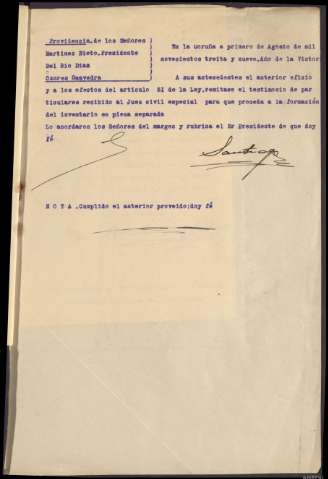 Providencia de los Señores
Martinez Nieto, Presidente
Del Rio Diaz
Osores Saavedra
En la coruña a primero de Agosto de mil
novecientos treita y nueve, Año de la Victor
A sus antecedentes el anterior oficio
y a los efectos del articulo 51 de la Ley, remitase el testimonio de par
ticulares recibido al Juez civil especial para que proceda a la formación
del inventario en pieza separada
Lo acordaron los Señores del margen y rubrica el Sr Presidente de que doy
fé
Santiago
N O T A .Cumplido el anterior proveido; doy fé